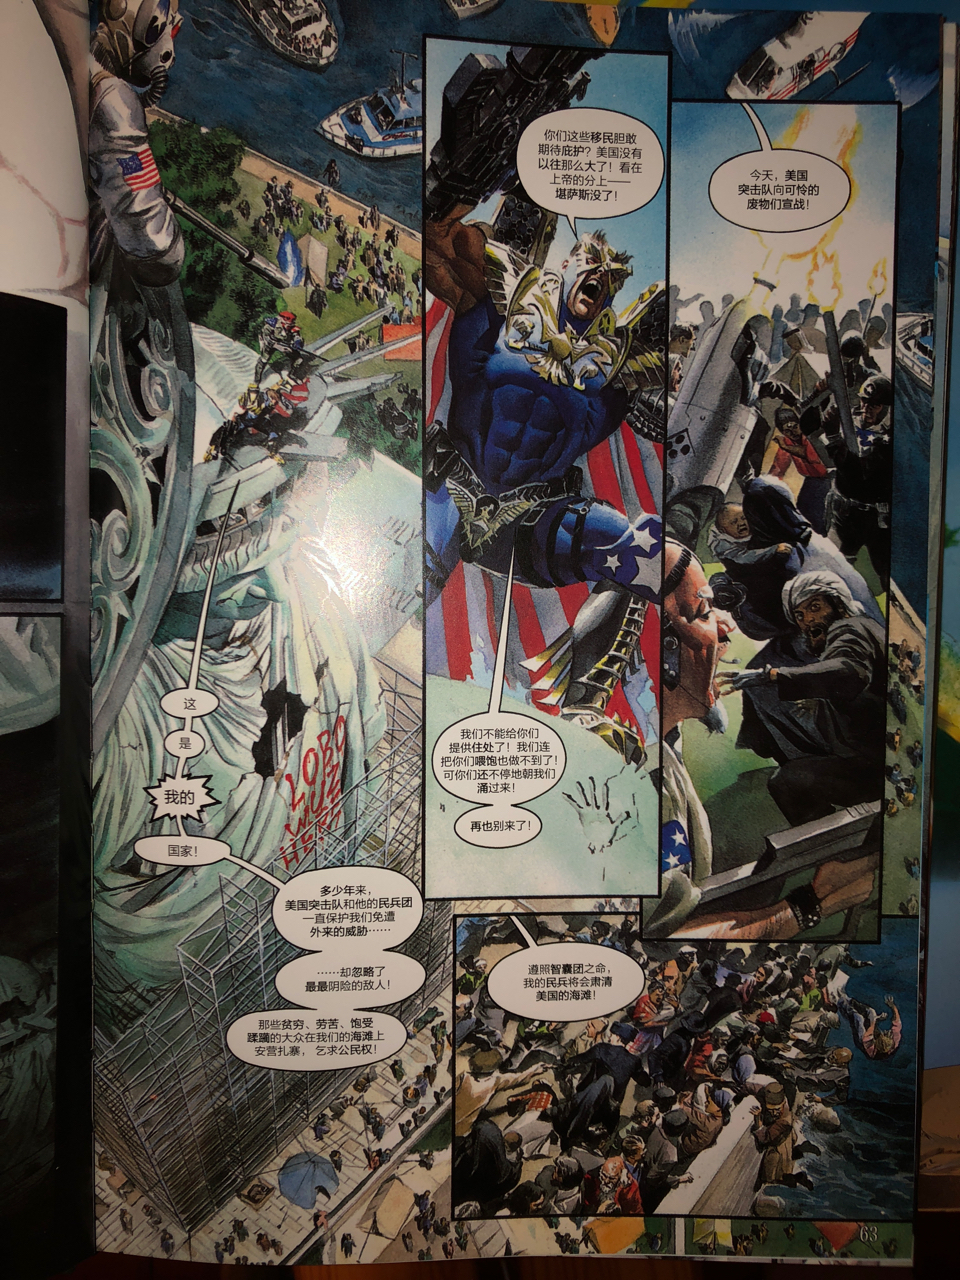 这
是
我的
国家！
多少年来，
美国突击队和他的民兵团
一直保护我们免遭
外来的威胁……
……却忽略了
最最阴险的敌人！
那些贫穷、劳苦、饱受
蹂躏的大众在我们的海滩上
安营扎寨，乞求公民权！
你们这些移民胆敢
期待庇护？美国没有
以往那么大了！看在
上帝的分上——
堪萨斯没了！
我们不能给你们
提供住处了！我们连
把你们喂饱也做不到了！
可你们还不停地朝我们
涌过来！
再也别来了！
今天，美国
突击队向可怜的
废物们宣战！
遵照智囊团之命，
我的民兵将会肃清
美国的海滩！
LOBO
WUZ
HERE
JULY
63